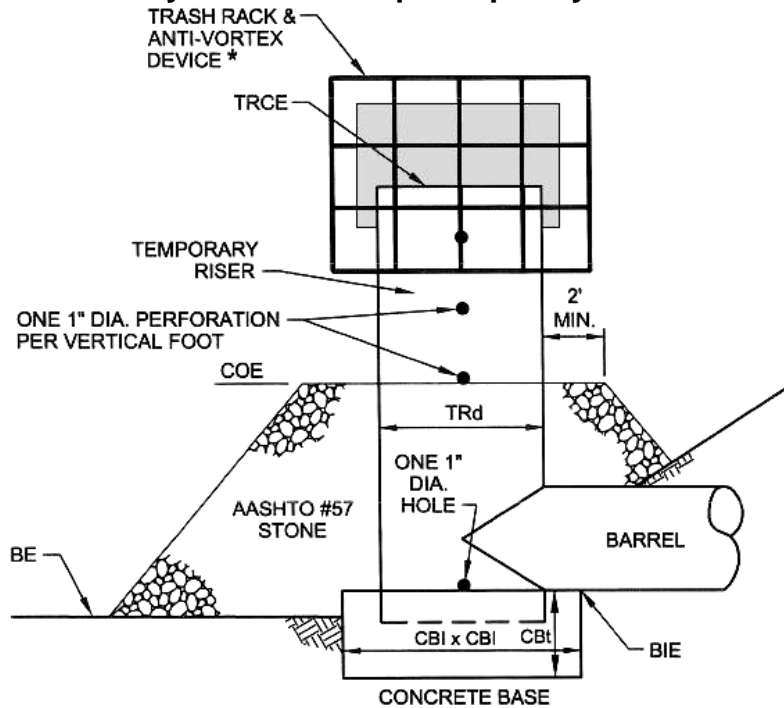 TRASH RACK &
ANTI-VORTEX
DEVICE *
TRCE
TEMPORARY
RISER
2'
MIN.
ONE 1" DIA. PERFORATION
PER VERTICAL FOOT
COE
TRd
ONE 1"
DIA.
HOLE
AASHTO #57
STONE
BARREL
BE
CBl x CBl
CBt
BIE
CONCRETE BASE